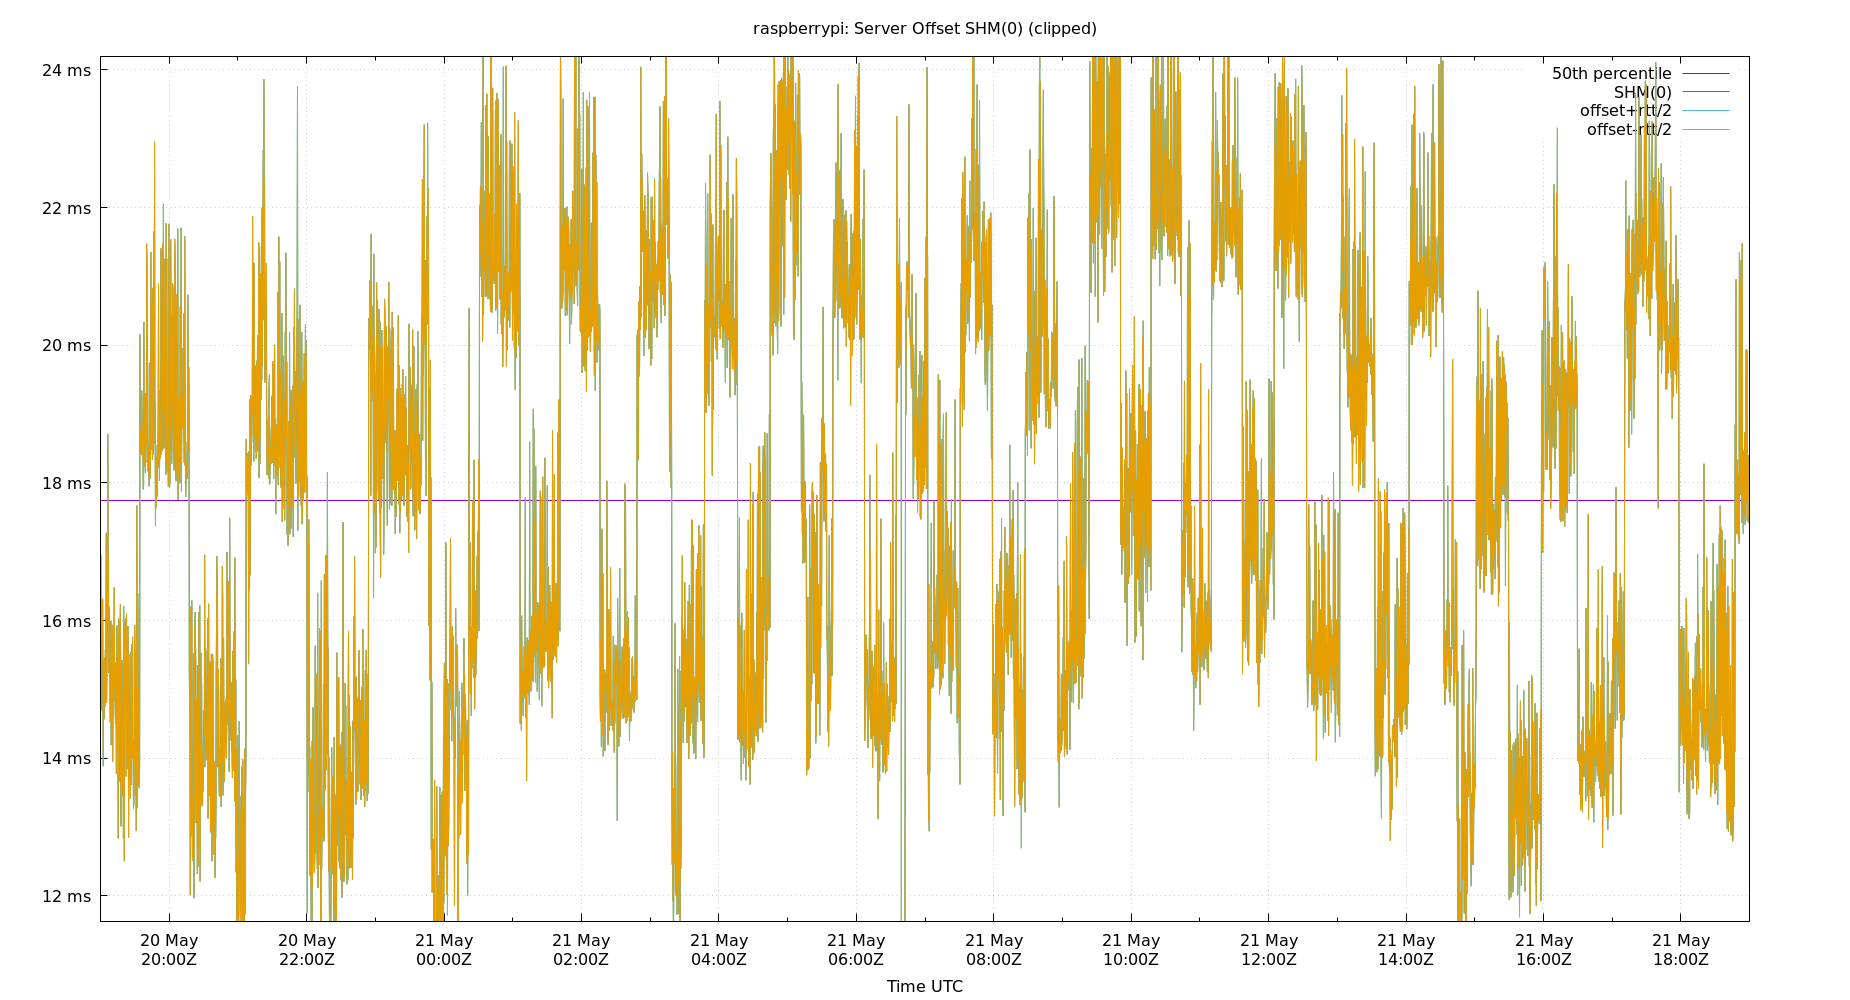 raspberrypi: Server Offset SHM(0) (clipped)
24 ms
22 ms
20 ms
18 ms
16 ms
14 ms
12 ms
50th percentile
SHM(0)
offset+rtt/2
offset-rtt/2
20 May 20 May 21 May 21 May 21 May 21 May 21 May 21 May 21 May 21 May 21 May 21 May
20:00Z 22:00Z 00:00Z 02:00Z 04:00Z 06:00Z 08:00Z 10:00Z 12:00Z 14:00Z 16:00Z 18:00Z
Time UTC